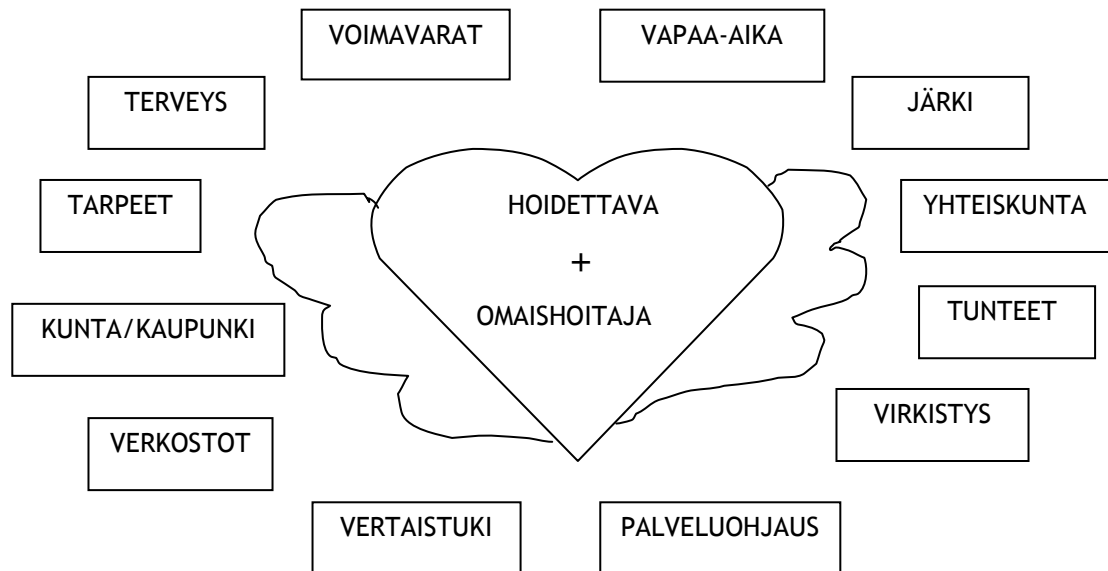 VOIMAVARAT
VAPAA-AIKA
TERVEYS
JÄRKI
TARPEET
HOIDETTAVA
+
OMAISHOITAJA
YHTEISKUNTA
KUNTA/KAUPUNKI
TUNTEET
VERKOSTOT
VIRKISTYS
VERTAISTUKI
PALVELUOHJAUS